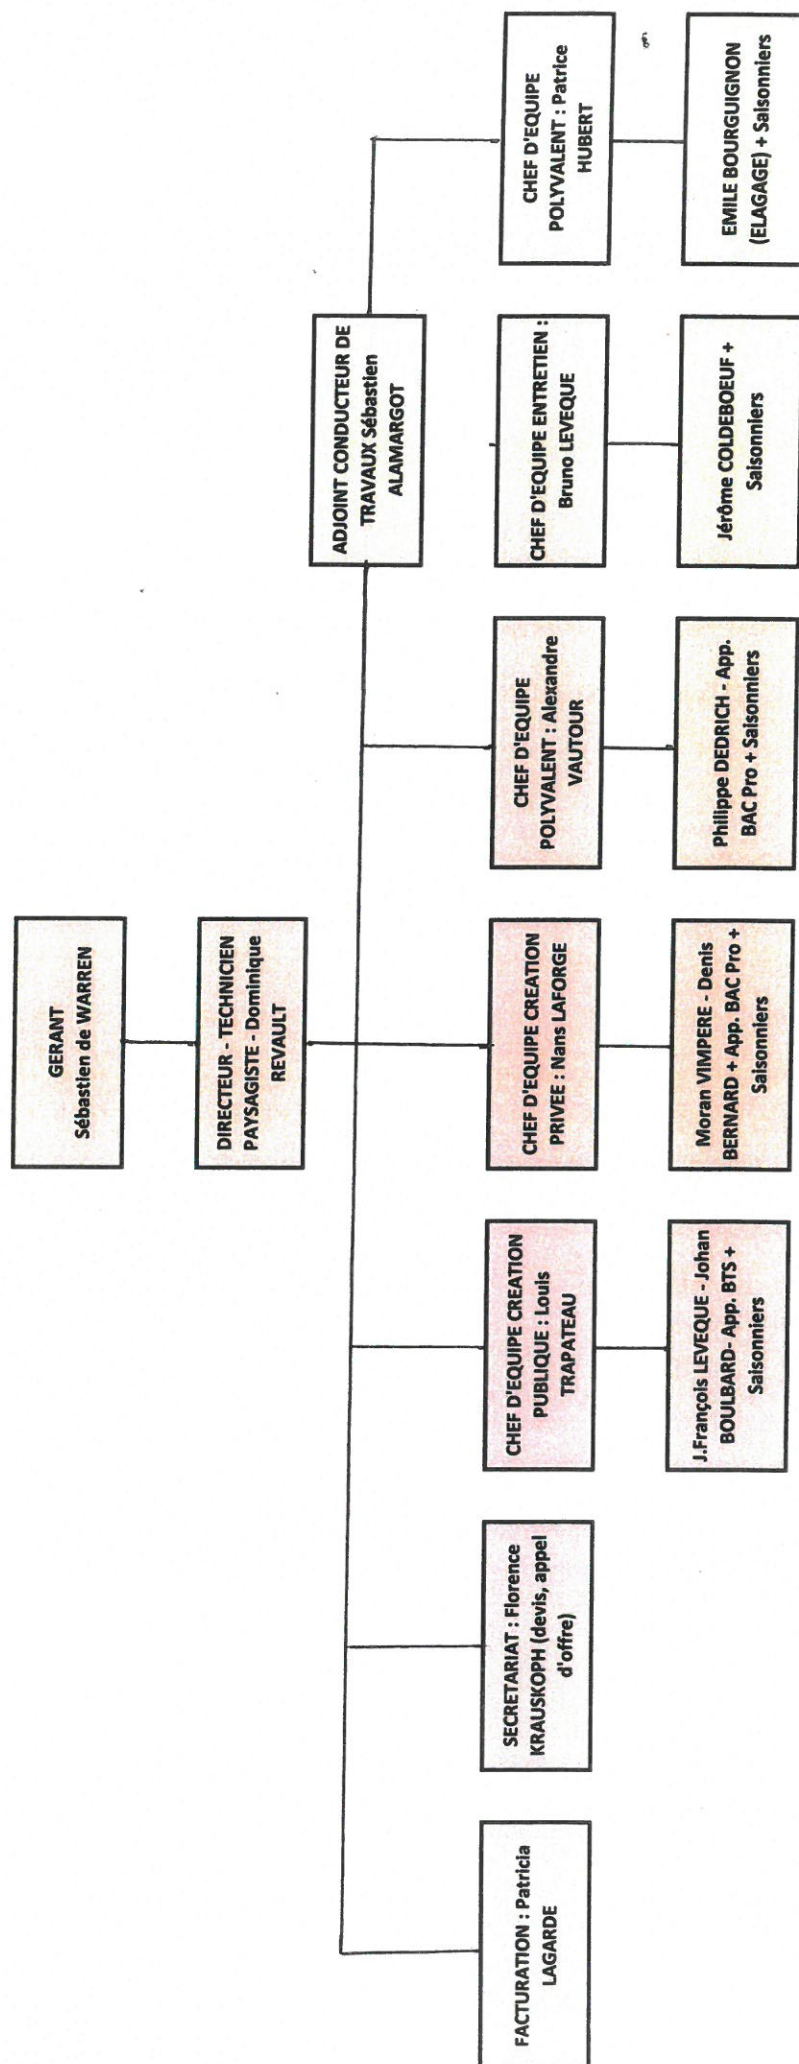 GERANT
Sébastien de WARREN
DIRECTEUR - TECHNICIEN
PAYSAGISTE - Dominique
REVAULT
ADJOINT CONDUCTEUR DE
TRAVAUX Sébastien
ALAMARGOT
FACTURATION : Patricia
LAGARDE
SECRETARIAT : Florence
KRAUSKOPH (devis, appel
d'offre)
CHEF D'EQUIPE CREATION
PUBLIQUE : Louis
TRAPATEAU
CHEF D'EQUIPE CREATION
PRIVEE : Nans LAFORGE
CHEF D'EQUIPE
POLYVALENT : Alexandre
VAUTOUR
CHEF D'EQUIPE ENTRETIEN :
Bruno LEVEQUE
CHEF D'EQUIPE
POLYVALENT : Patrice
HUBERT
J.François LEVEQUE - Johan
BOULBARD- App. BTS +
Saisonniers
Moran VIMPERE - Denis
BERNARD + App. BAC Pro +
Saisonniers
Philippe DEDRICH - App.
BAC Pro + Saisonniers
Jérôme COLDEBOEUF +
Saisonniers
EMILE BOURGUIGNON
(ELAGAGE) + Saisonniers